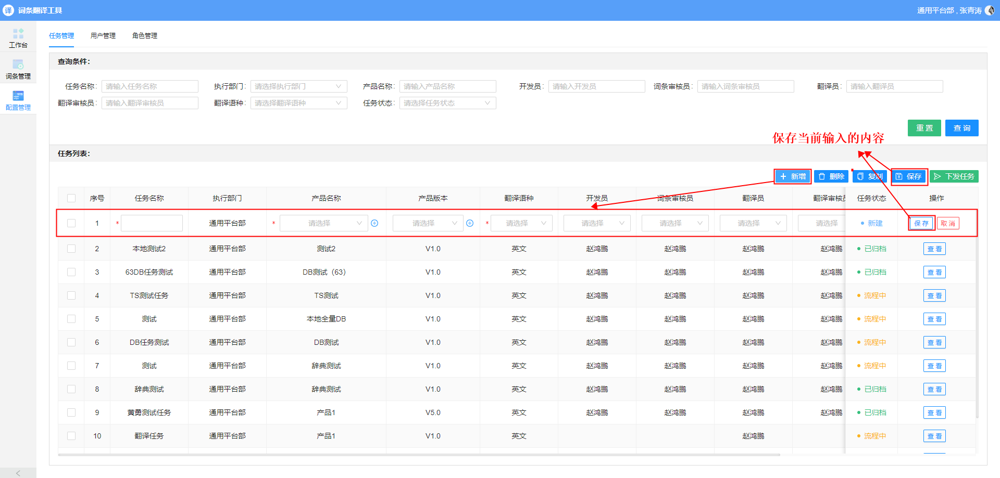 译 词条翻译工具 通用平台部 , 张青涛
工作台
词条管理
配置管理
任务管理 用户管理 角色管理
查询条件：
任务名称: 请输入任务名称 执行部门: 请选择执行部门 产品名称: 请输入产品名称 开发员: 请输入开发员 词条审核员: 请输入词条审核员 翻译员: 请输入翻译员
翻译审核员: 请输入翻译审核员 翻译语种: 请选择翻译语种 任务状态: 请选择任务状态
重 置 查 询
保存当前输入的内容
任务列表：
新增 删除 复制 保存 下发任务
序号 任务名称 执行部门 产品名称 产品版本 翻译语种 开发员 词条审核员 翻译员 翻译审核员 任务状态 操作
1 * 通用平台部 * 请选择 请选择 * 请选择 请选择 请选择 请选择 请选择 新建 保 存 取 消
2 本地测试2 通用平台部 测试2 V1.0 英文 赵鸿鹏 赵鸿鹏 赵鸿鹏 赵鸿鹏 已归档 查 看
3 63DB任务测试 通用平台部 DB测试（63） V1.0 英文 赵鸿鹏 赵鸿鹏 赵鸿鹏 赵鸿鹏 已归档 查 看
4 TS测试任务 通用平台部 TS测试 V1.0 英文 赵鸿鹏 赵鸿鹏 赵鸿鹏 赵鸿鹏 流程中 查 看
5 测试 通用平台部 本地全量DB V1.0 英文 赵鸿鹏 赵鸿鹏 赵鸿鹏 赵鸿鹏 流程中 查 看
6 DB任务测试 通用平台部 DB测试 V1.0 英文 赵鸿鹏 赵鸿鹏 赵鸿鹏 赵鸿鹏 流程中 查 看
7 测试 通用平台部 辞典测试 V1.0 英文 赵鸿鹏 赵鸿鹏 赵鸿鹏 赵鸿鹏 流程中 查 看
8 辞典测试 通用平台部 辞典测试 V1.0 英文 赵鸿鹏 赵鸿鹏 赵鸿鹏 赵鸿鹏 已归档 查 看
9 黄勇测试任务 通用平台部 产品1 V5.0 英文 赵鸿鹏 赵鸿鹏 赵鸿鹏 赵鸿鹏 已归档 查 看
10 翻译任务 通用平台部 产品1 V1.0 英文 赵鸿鹏 流程中 查 看